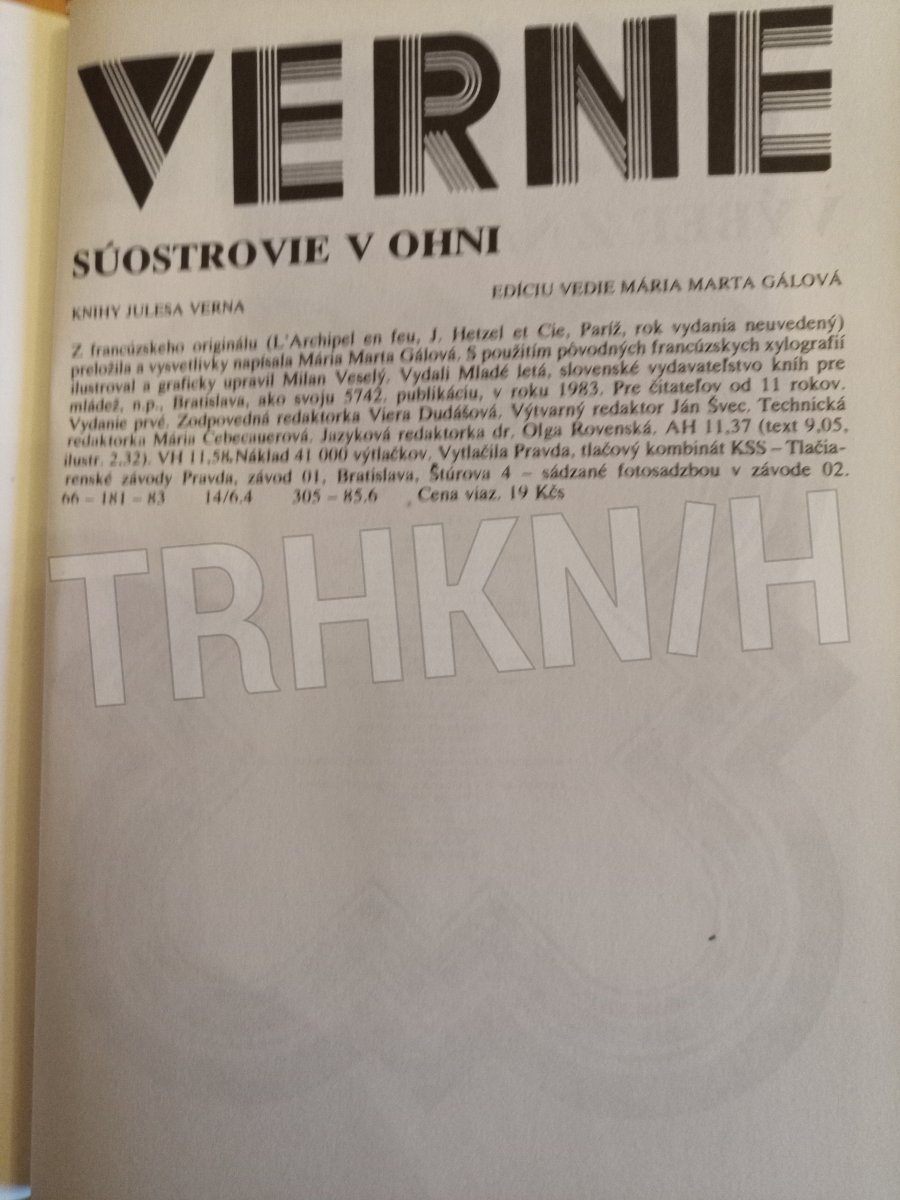 VERNE
SÚOSTROVIE V OHNI
KNIHY JULESA VERNA
EDÍCIU VEDIE MÁRIA MARTA GÁLOVÁ
Z francúzskeho originálu (L'Archipel en feu, J. Hetzel et Cie, Paríž, rok vydania neuvedený)
preložila a vysvetlivky napísala Mária Marta Gálová. S použitím pôvodných francúzskych xylografií
ilustroval a graficky upravil Milan Veselý. Vydali Mladé letá, slovenské vydavateľstvo kníh pre
mládež, n.p., Bratislava, ako svoju 5742. publikáciu, v roku 1983. Pre čitateľov od 11 rokov.
Vydanie prvé. Zodpovedná redaktorka Viera Dudášová. Výtvarný redaktor Ján Švec. Technická
redaktorka Mária Čebecauerová. Jazyková redaktorka dr. Olga Rovenská. AH 11,37 (text 9,05,
ilustr. 2,32). VH 11,58. Náklad 41 000 výtlačkov. Vytlačila Pravda, tlačový kombinát KSS – Tlačia-
renské závody Pravda, závod 01, Bratislava, Štúrova 4 – sádzané fotosadzbou v závode 02.
66 – 181 – 83 14/6,4 305 – 85.6 Cena viaz. 19 Kčs
TRHKNÍH